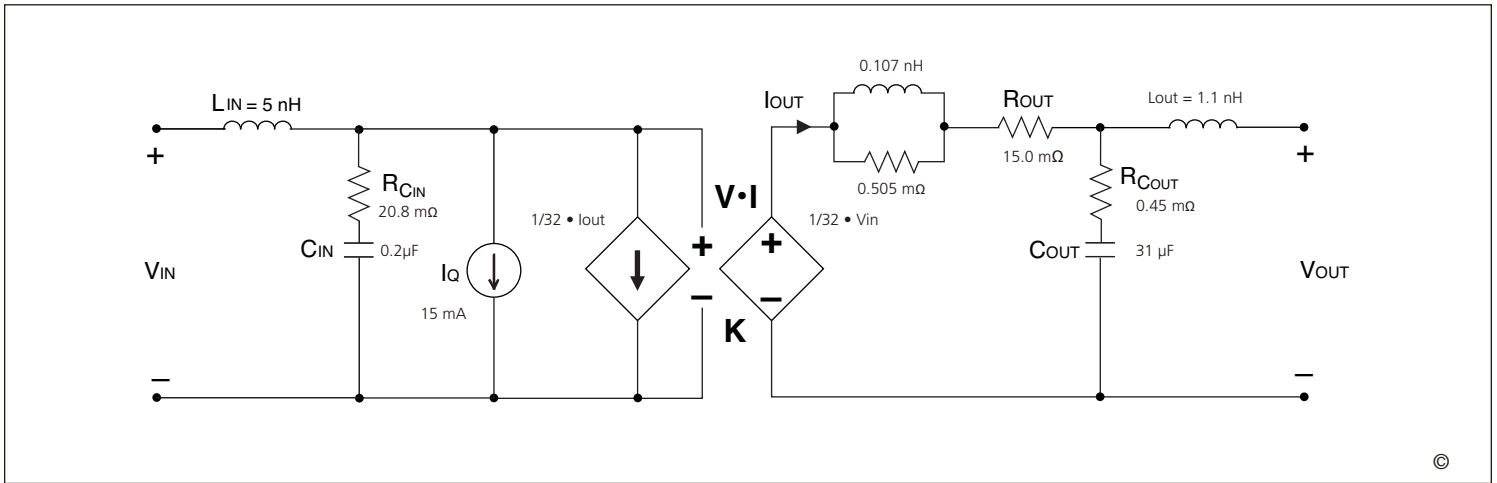 0.107 nH
LIN = 5 nH
IOUT
ROUT
Lout = 1.1 nH
+
+
15.0 mΩ
RCIN
20.8 mΩ
0.505 mΩ
RCOUT
0.45 mΩ
V•I
1/32 • Iout
1/32 • Vin
+
+
CIN
0.2µF
COUT
31 µF
VIN
IQ
VOUT
−
−
15 mA
K
−
−
©